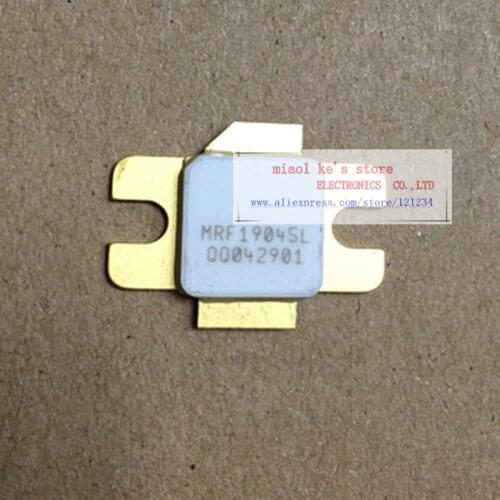 miaol ke's store
ELECTRONICS CO.,LTD
www.aliexpress.com/store/121234
MRF19045L
QQ042901